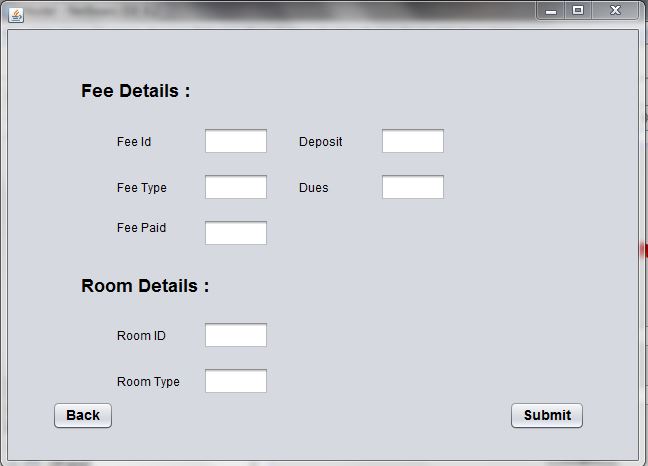 Fee Details :
Fee Id Deposit
Fee Type Dues
Fee Paid
Room Details :
Room ID
Room Type
Back Submit